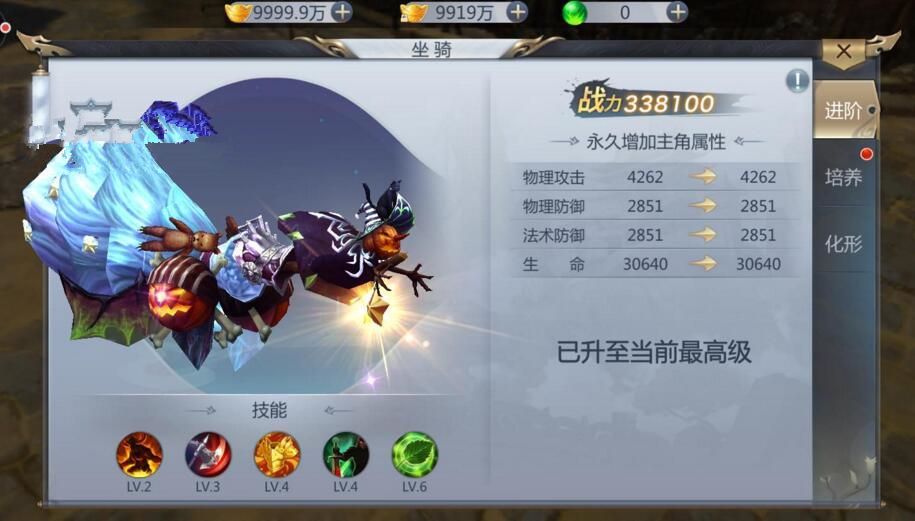 9999.9万 9919万 0
坐骑
战力338100
进阶
永久增加主角属性
培养
物理攻击 4262 4262
物理防御 2851 2851
法术防御 2851 2851
化形
生命 30640 30640
已升至当前最高级
技能
LV.2 LV.3 LV.4 LV.4 LV.6